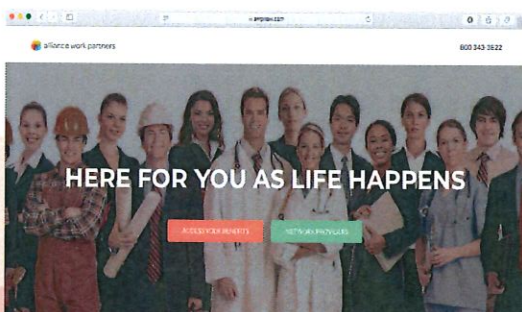 alliance work partners
800 343-3822
HERE FOR YOU AS LIFE HAPPENS
ACCESS YOUR BENEFITS
NETWORK PROVIDERS